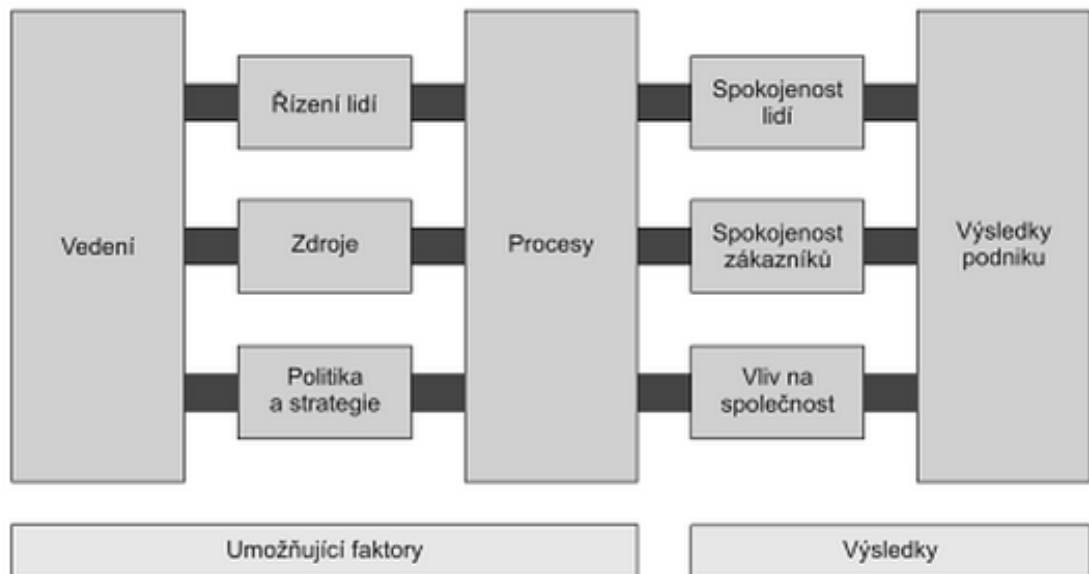 Vedení
Řízení lidí
Zdroje
Politika
a strategie
Procesy
Spokojenost
lidí
Spokojenost
zákazníků
Vliv na
společnost
Výsledky
podniku
Umožňující faktory
Výsledky